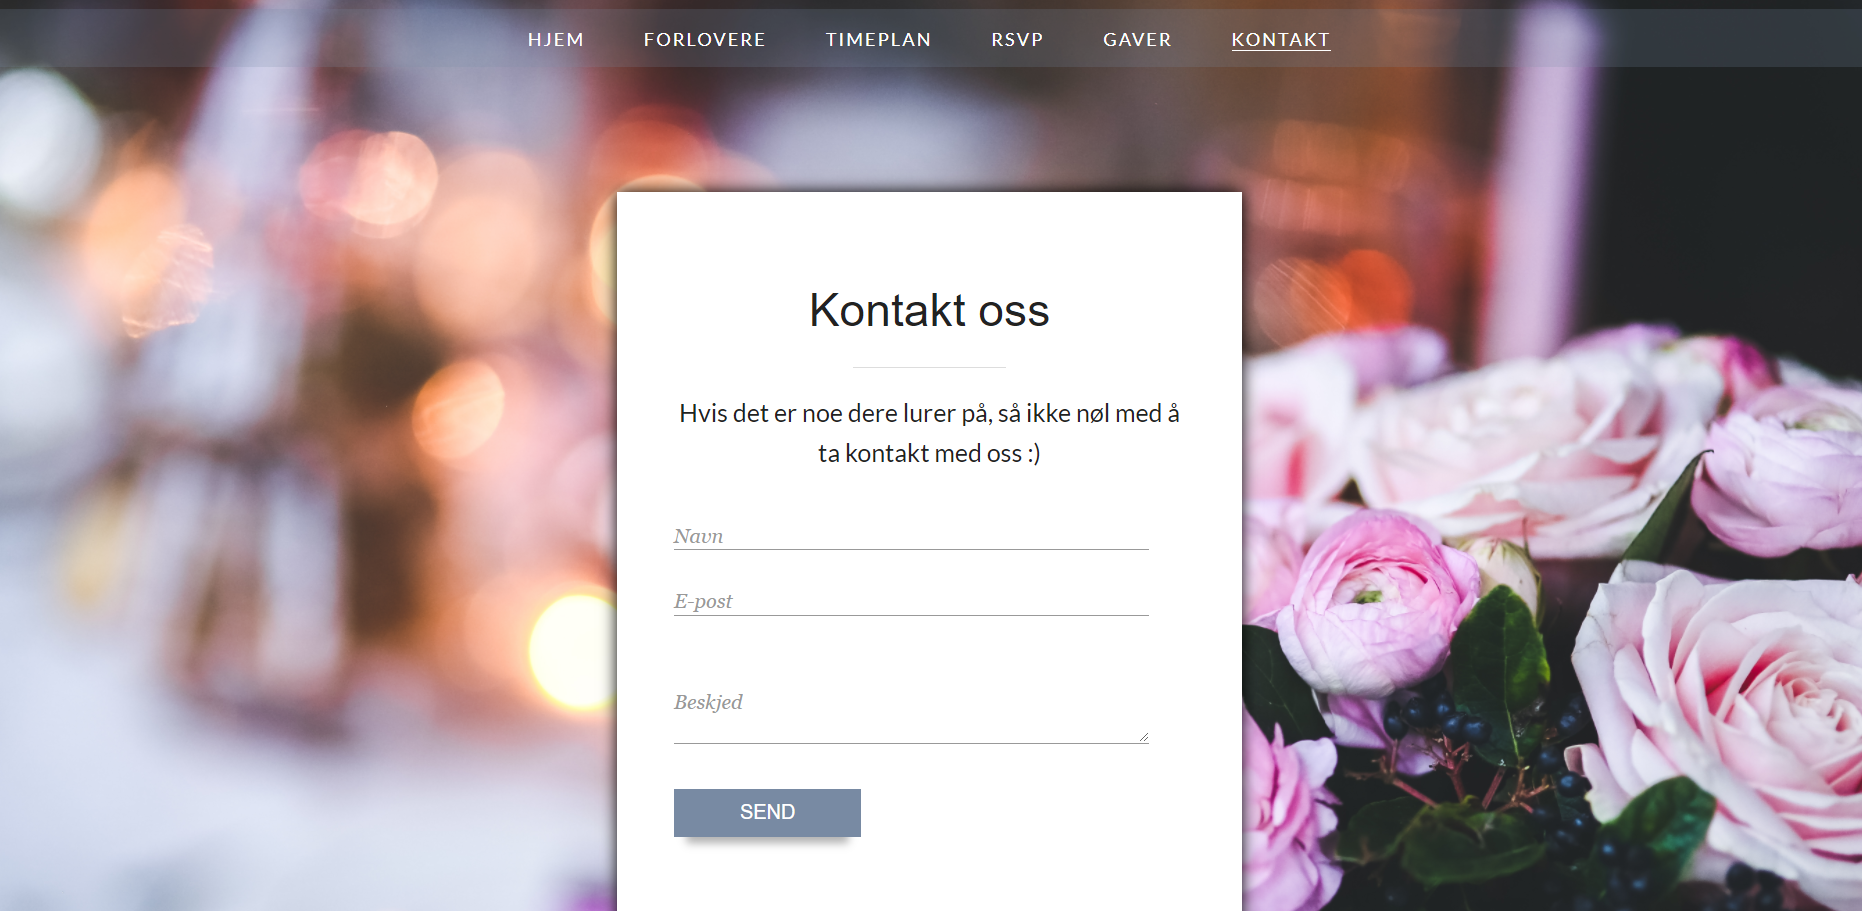 HJEM FORLOVERE TIMEPLAN RSVP GAVER KONTAKT
Kontakt oss
Hvis det er noe dere lurer på, så ikke nøl med å
ta kontakt med oss :)
Navn
E-post
Beskjed
SEND